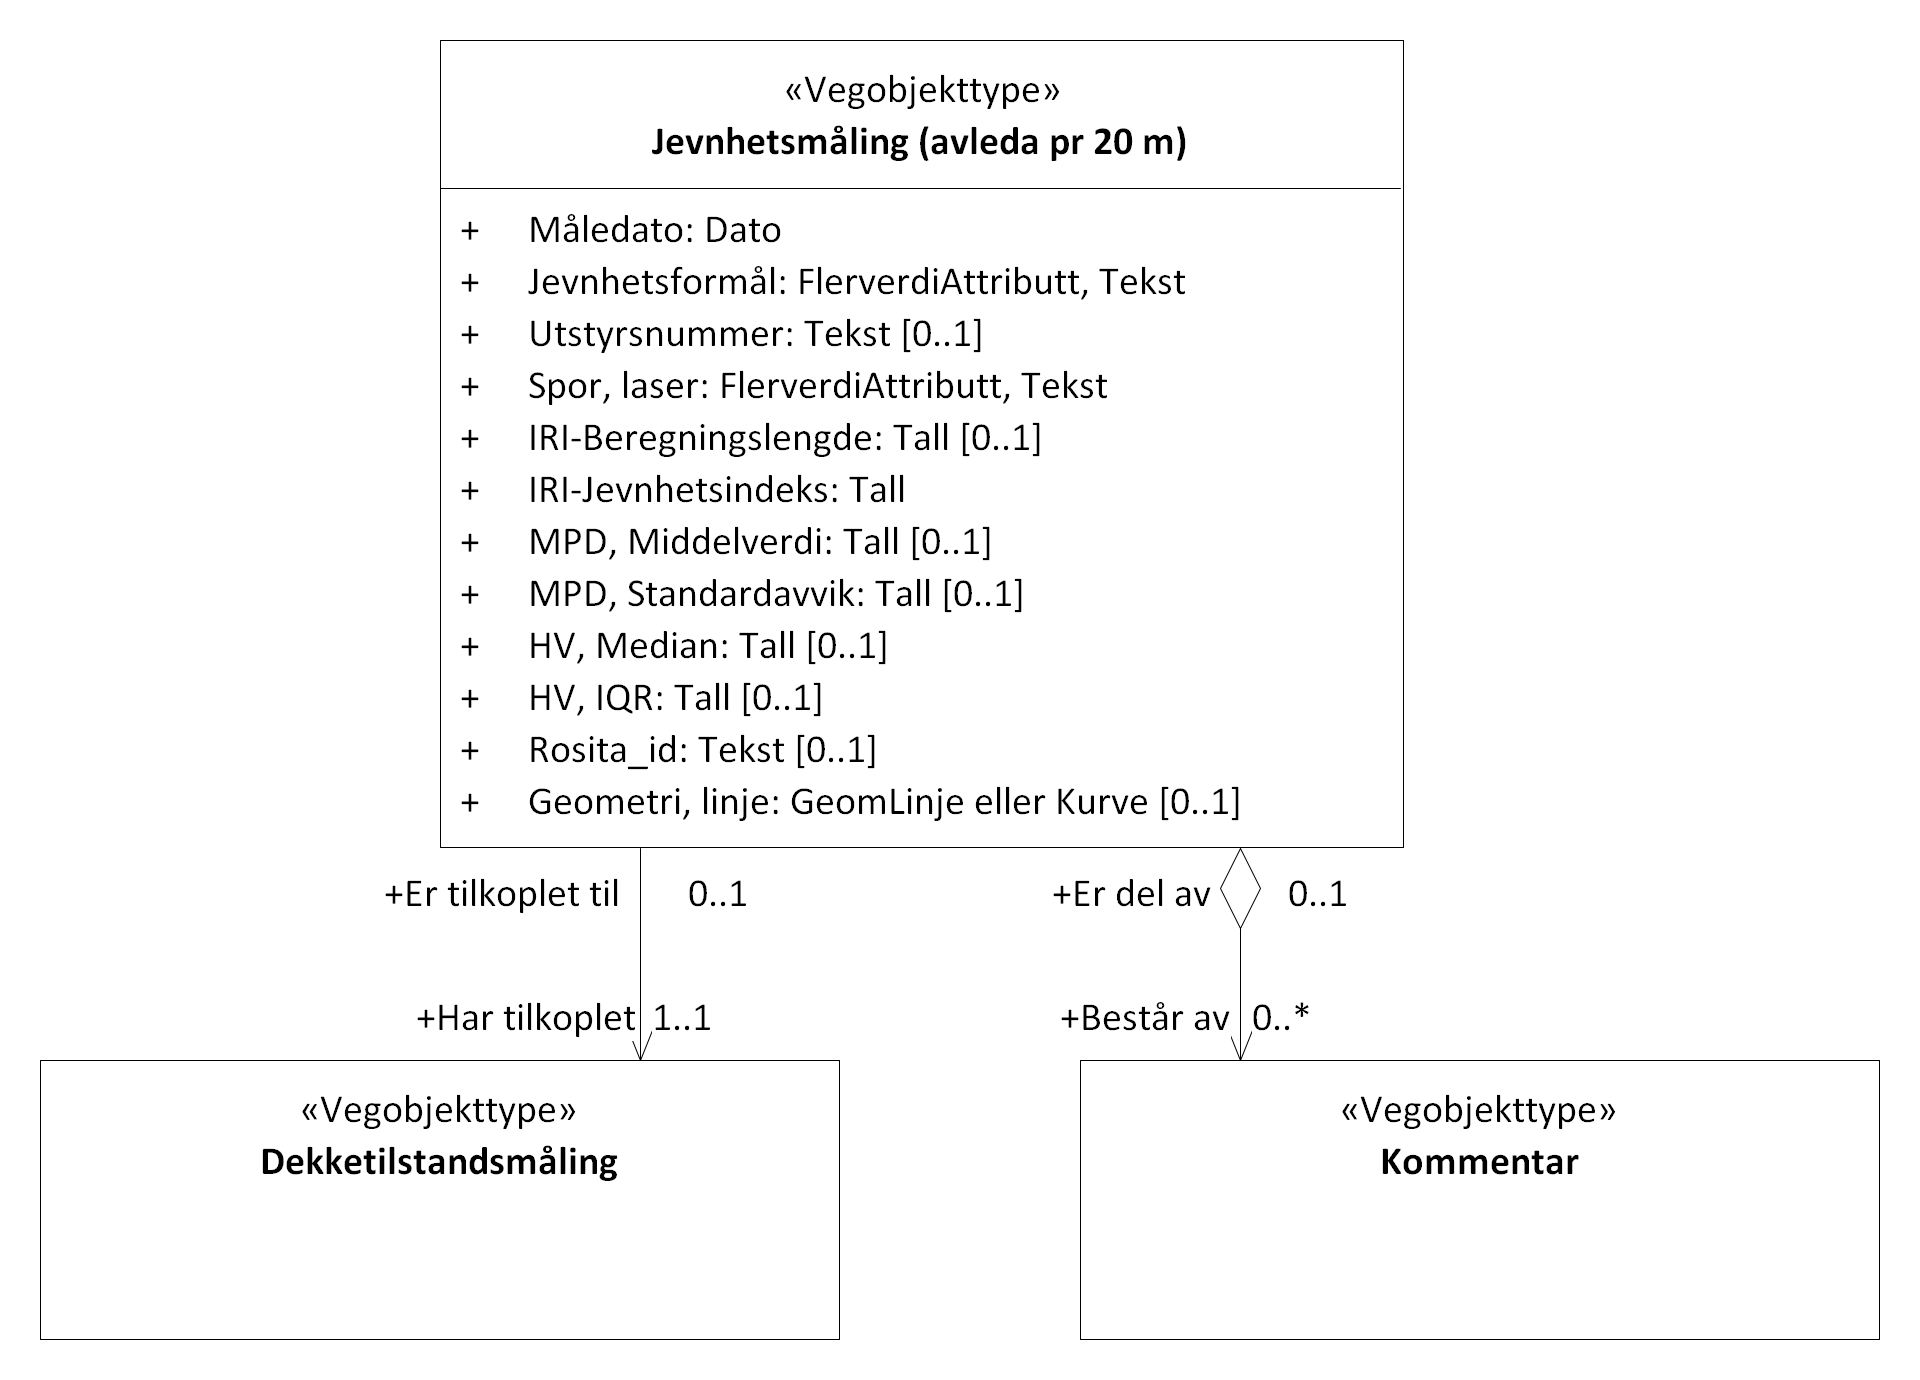 «Vegobjekttype»
Jevnhetsmåling (avleda pr 20 m)
+ Måledato: Dato
+ Jevnhetsformål: FlerverdiAttributt, Tekst
+ Utstyrsnummer: Tekst [0..1]
+ Spor, laser: FlerverdiAttributt, Tekst
+ IRI-Beregningslengde: Tall [0..1]
+ IRI-Jevnhetsindeks: Tall
+ MPD, Middelverdi: Tall [0..1]
+ MPD, Standardavvik: Tall [0..1]
+ HV, Median: Tall [0..1]
+ HV, IQR: Tall [0..1]
+ Rosita_id: Tekst [0..1]
+ Geometri, linje: GeomLinje eller Kurve [0..1]
+Er tilkoplet til 0..1
+Er del av 0..1
+Har tilkoplet 1..1
+Består av 0..*
«Vegobjekttype»
Dekketilstandsmåling
«Vegobjekttype»
Kommentar